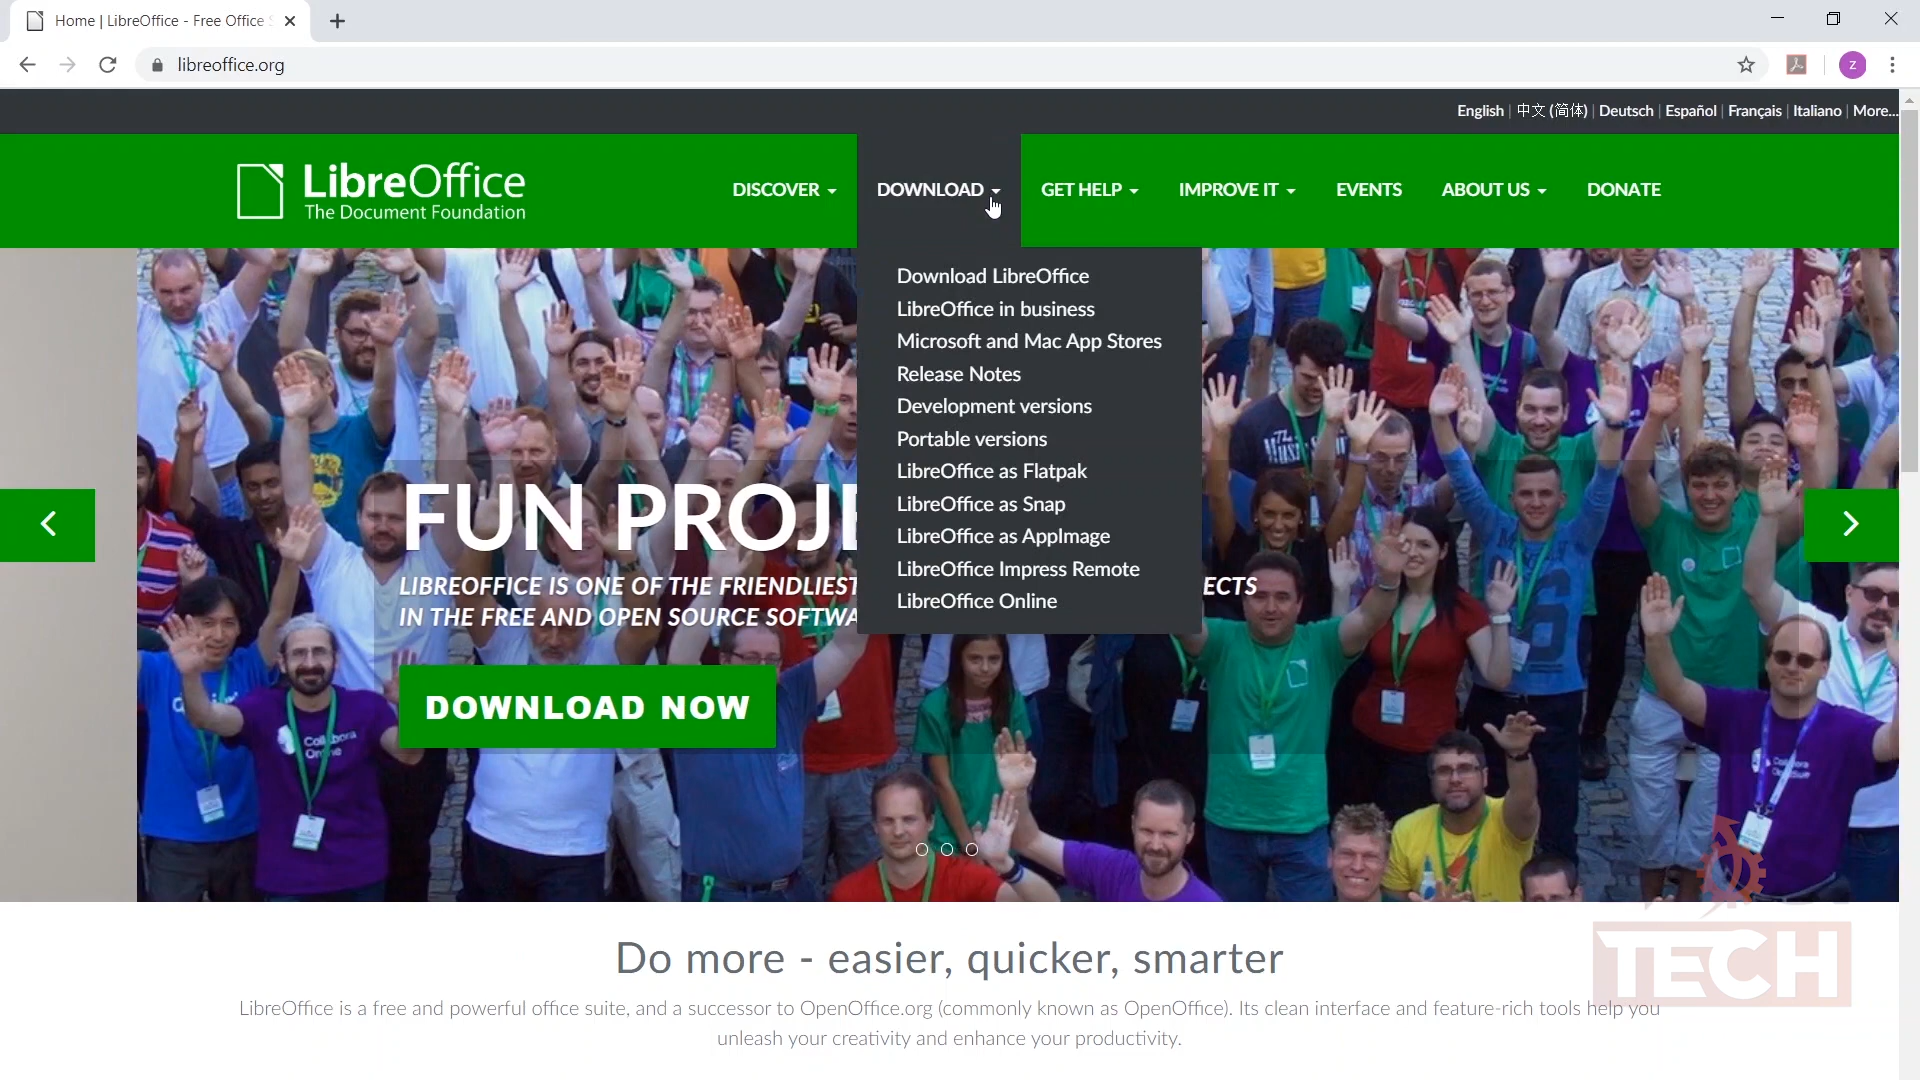 Home | LibreOffice - Free Office
libreoffice.org
z
English | 中文 (简体) | Deutsch | Español | Français | Italiano | More...
LibreOffice
The Document Foundation
DISCOVER DOWNLOAD GET HELP IMPROVE IT EVENTS ABOUT US DONATE
Download LibreOffice
LibreOffice in business
Microsoft and Mac App Stores
Release Notes
Development versions
Portable versions
LibreOffice as Flatpak
LibreOffice as Snap
LibreOffice as AppImage
LibreOffice Impress Remote
LibreOffice Online
FUN PROJE
LIBREOFFICE IS ONE OF THE FRIENDLIEST ECTS
IN THE FREE AND OPEN SOURCE SOFTWA
DOWNLOAD NOW
Do more - easier, quicker, smarter
LibreOffice is a free and powerful office suite, and a successor to OpenOffice.org (commonly known as OpenOffice). Its clean interface and feature-rich tools help you
unleash your creativity and enhance your productivity.
TECH